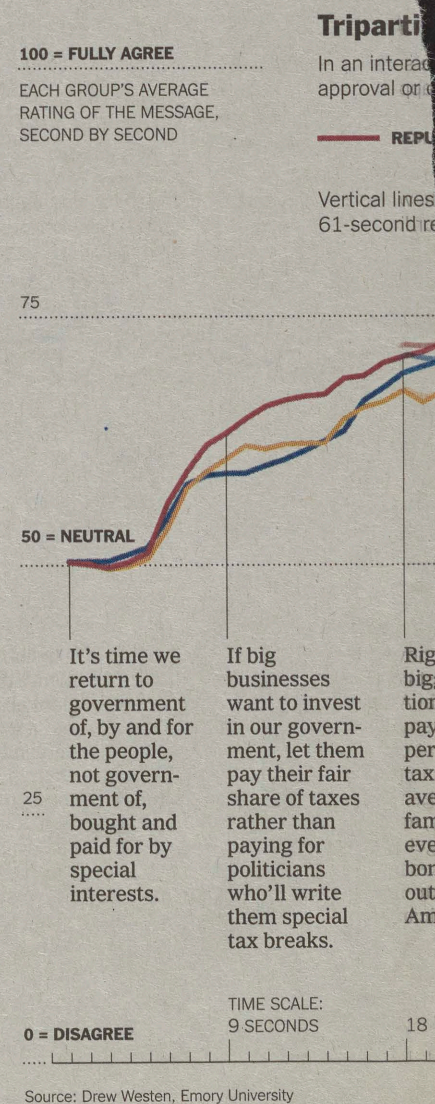 Triparti
100 = FULLY AGREE
In an interac
EACH GROUP'S AVERAGE
RATING OF THE MESSAGE,
SECOND BY SECOND
approval or
REPU
Vertical lines
61-second re
75
50 = NEUTRAL
It's time we
return to
government
of, by and for
the people,
not govern-
ment of,
bought and
paid for by
special
interests.
If big
businesses
want to invest
in our govern-
ment, let them
pay their fair
share of taxes
rather than
paying for
politicians
who'll write
them special
tax breaks.
Rig
big
tion
pay
per
tax
ave
fam
eve
bor
out
Am
25
TIME SCALE:
9 SECONDS
18
0 = DISAGREE
Source: Drew Westen, Emory University